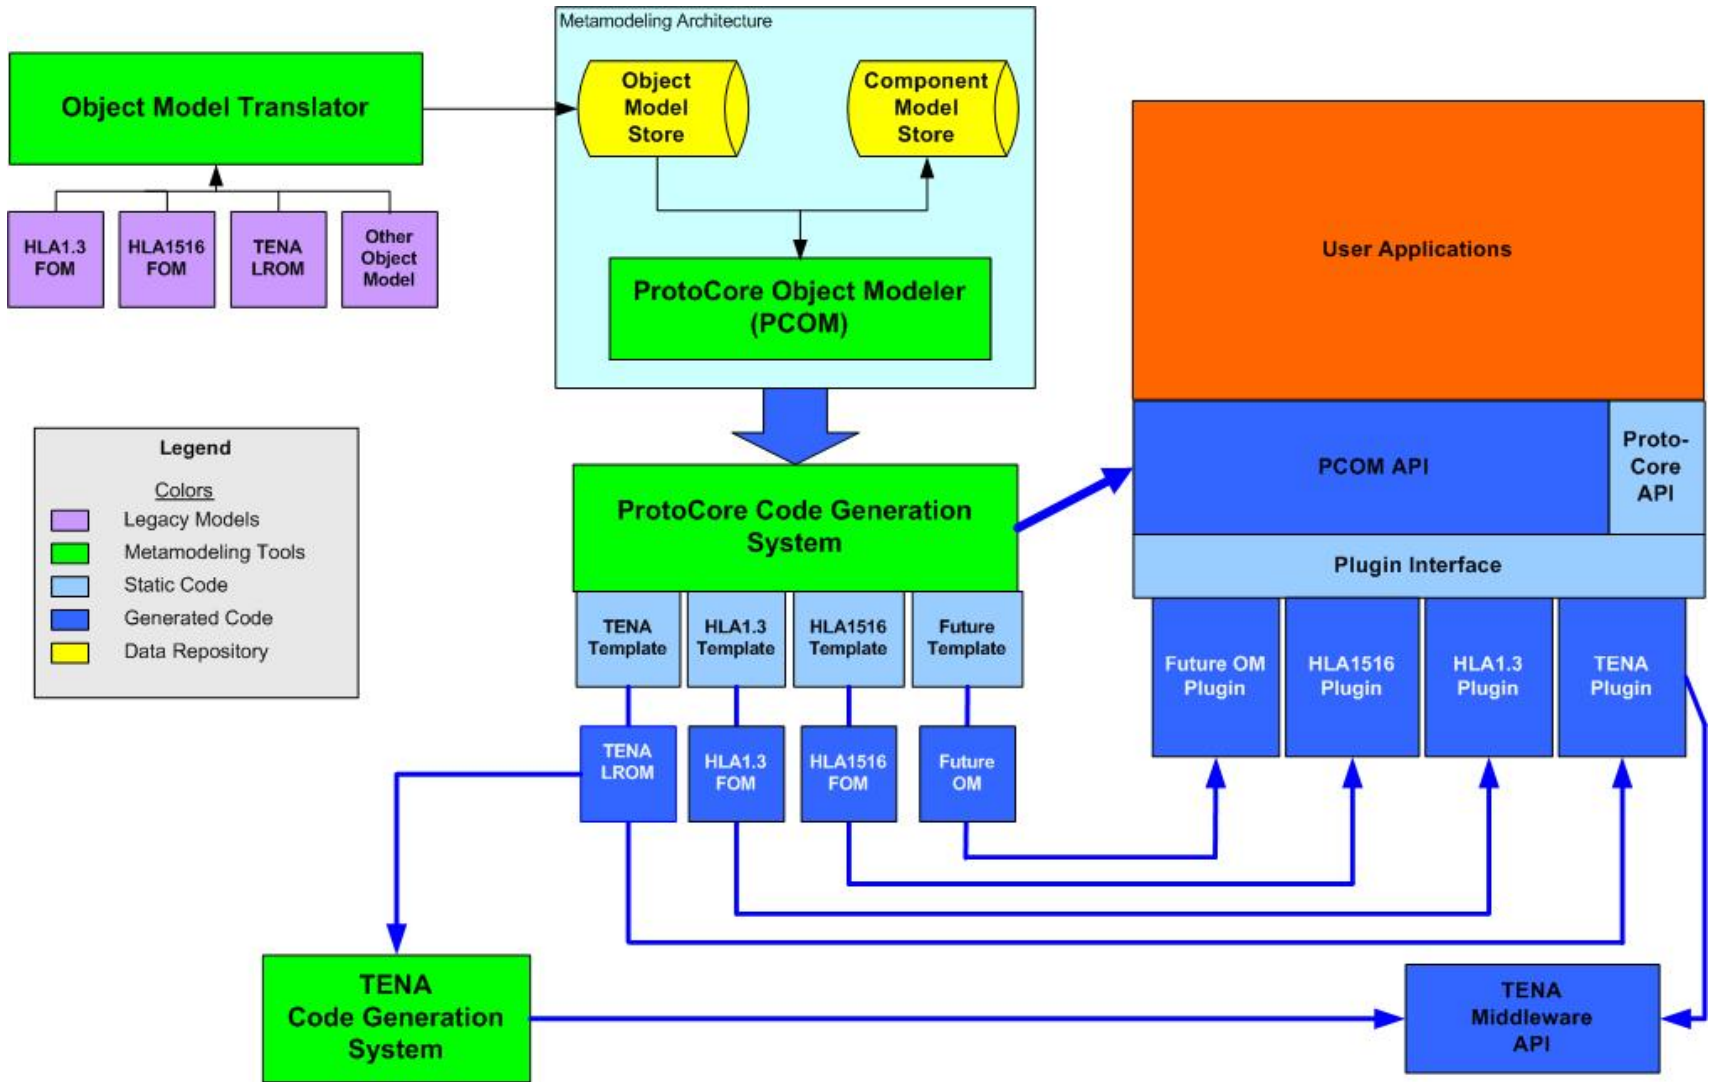 Metamodeling Architecture
Object Model Translator
Object
Model
Store
Component
Model
Store
HLA1.3
FOM
HLA1516
FOM
TENA
LROM
Other
Object
Model
ProtoCore Object Modeler
(PCOM)
User Applications
Legend
Colors
Legacy Models
Metamodeling Tools
Static Code
Generated Code
Data Repository
ProtoCore Code Generation
System
PCOM API
Proto-
Core
API
Plugin Interface
TENA
Template
HLA1.3
Template
HLA1516
Template
Future
Template
Future OM
Plugin
HLA1516
Plugin
HLA1.3
Plugin
TENA
Plugin
TENA
LROM
HLA1.3
FOM
HLA1516
FOM
Future
OM
TENA
Code Generation
System
TENA
Middleware
API